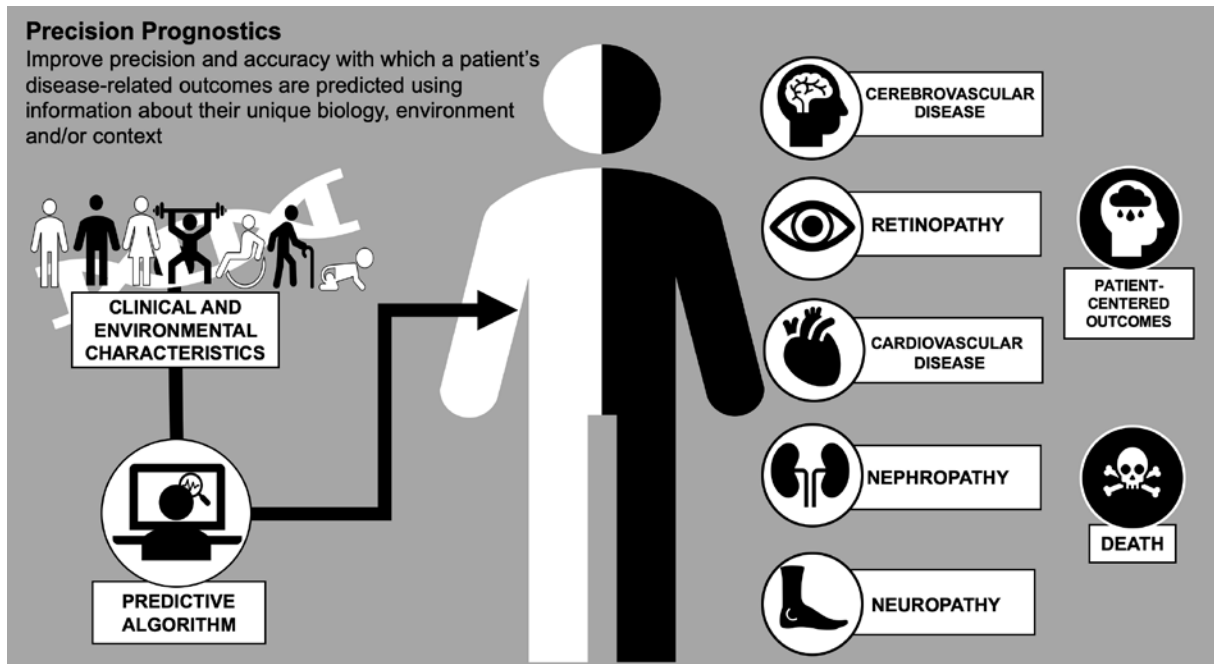 Precision Prognostics
Improve precision and accuracy with which a patient's
disease-related outcomes are predicted using
information about their unique biology, environment
and/or context
CLINICAL AND
ENVIRONMENTAL
CHARACTERISTICS
PREDICTIVE
ALGORITHM
CEREBROVASCULAR
DISEASE
RETINOPATHY
CARDIOVASCULAR
DISEASE
NEPHROPATHY
NEUROPATHY
PATIENT-
CENTERED
OUTCOMES
DEATH